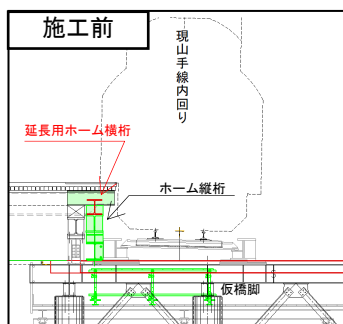 施工前
現山手線内回り
延長用ホーム横桁
ホーム縦桁
仮橋脚